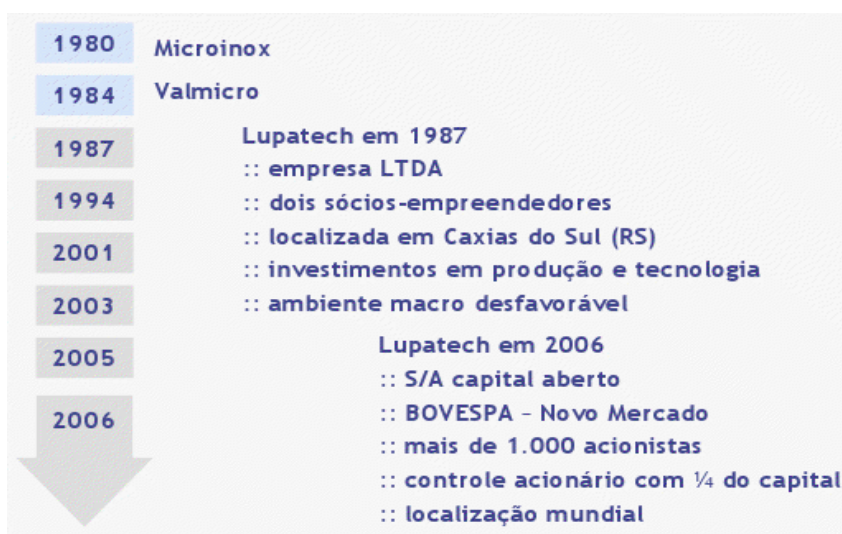 1980
Microinox
1984
Valmicro
1987
Lupatech em 1987
:: empresa LTDA
1994
:: dois sócios-empreendedores
:: localizada em Caxias do Sul (RS)
2001
:: investimentos em produção e tecnologia
2003
:: ambiente macro desfavorável
2005
Lupatech em 2006
:: S/A capital aberto
2006
:: BOVESPA – Novo Mercado
:: mais de 1.000 acionistas
:: controle acionário com ¼ do capital
:: localização mundial